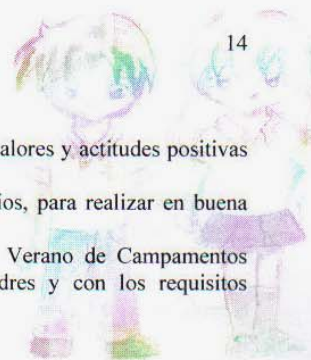 14
alores y actitudes positivas
ios, para realizar en buena
Verano de Campamentos
dres y con los requisitos